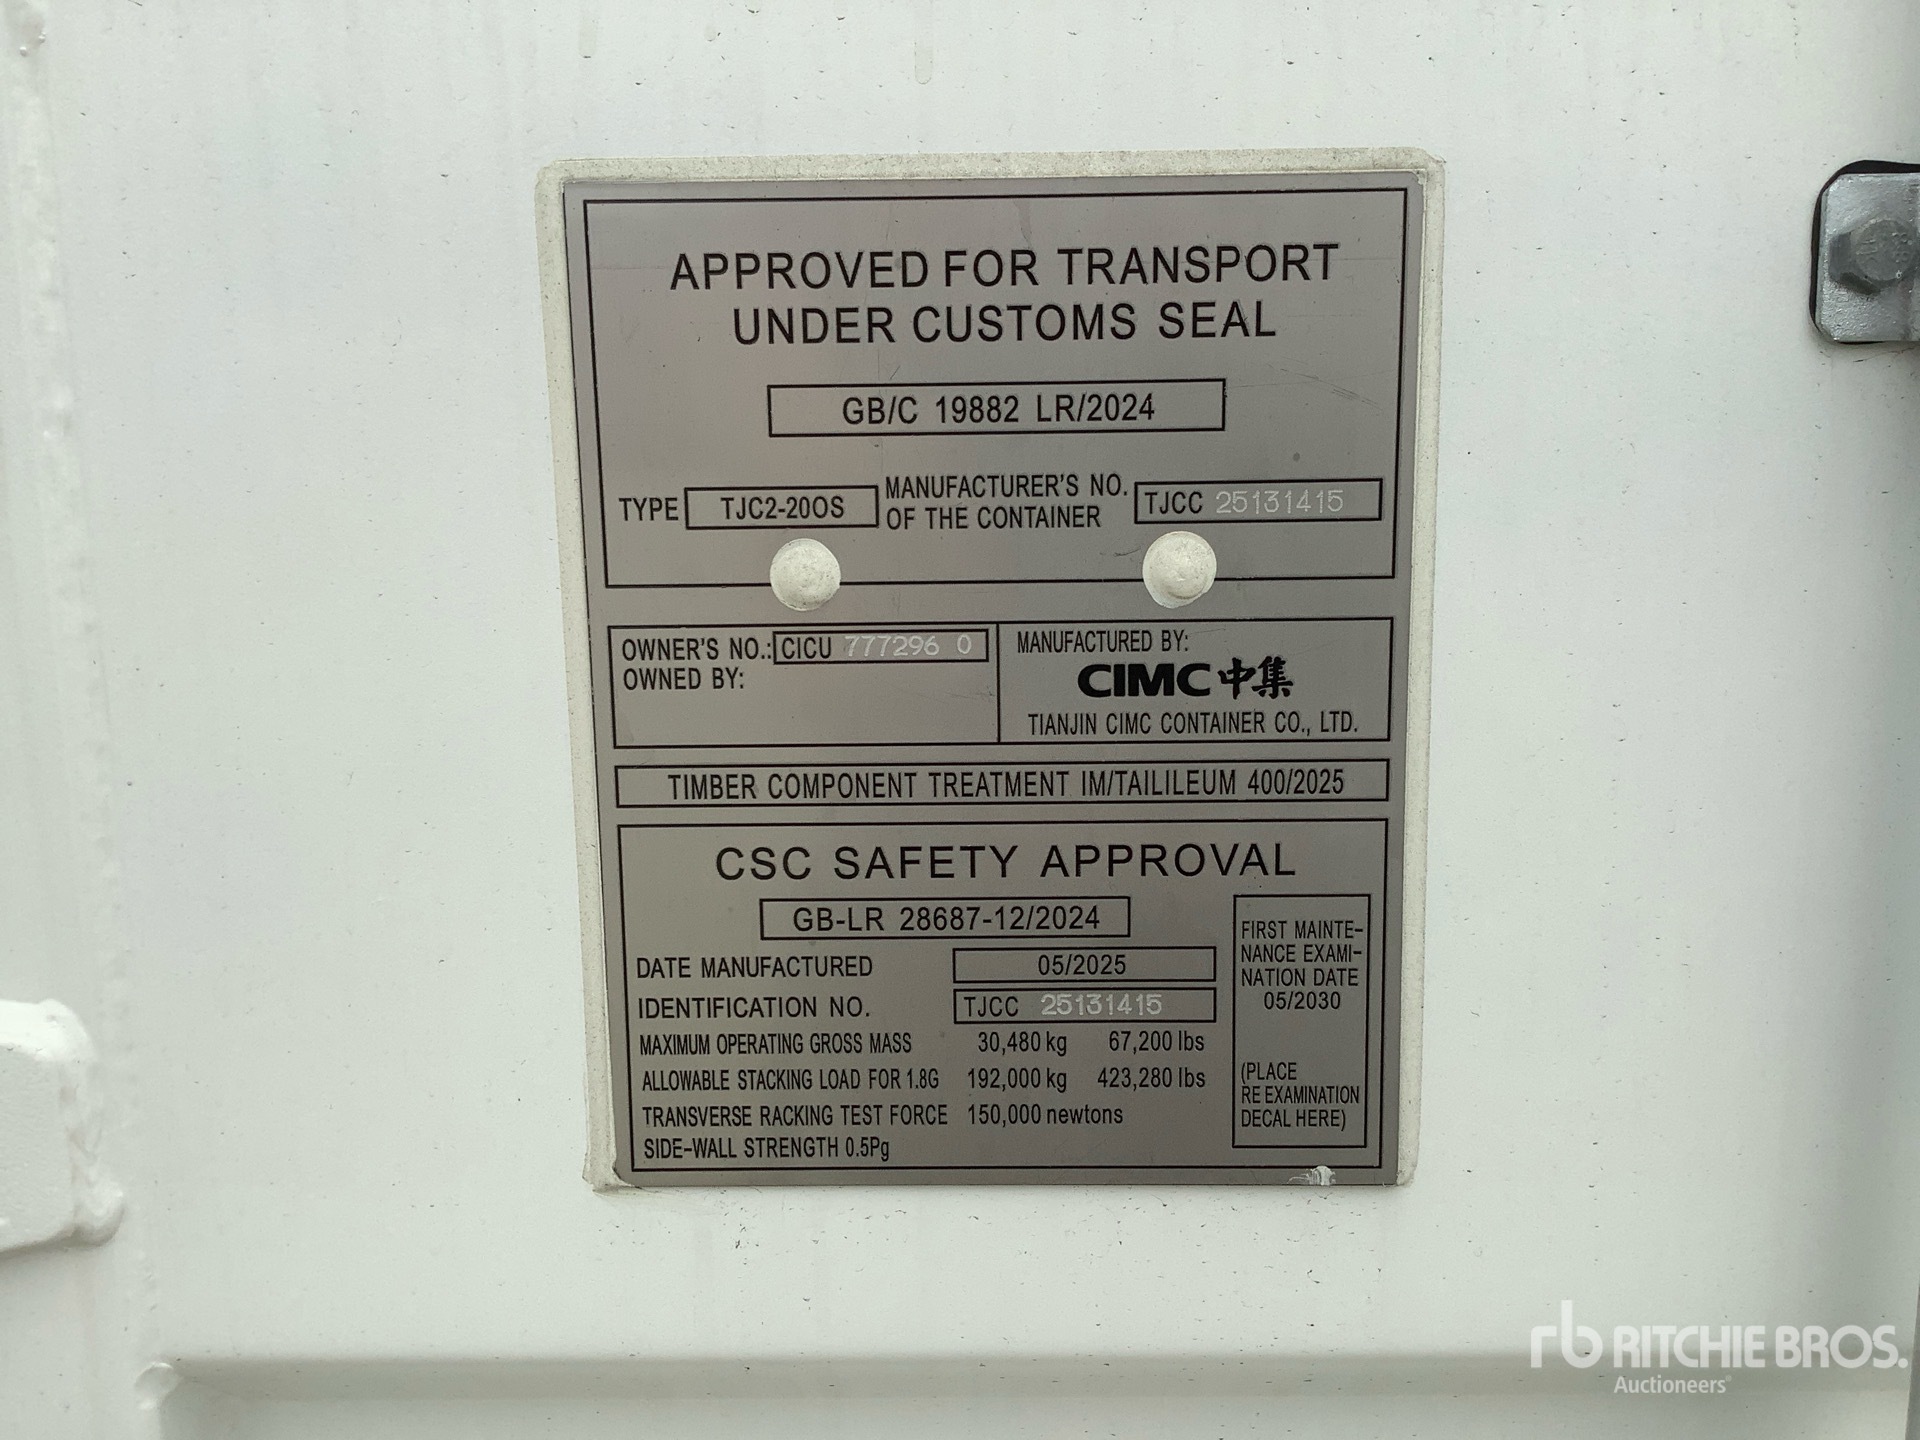 APPROVED FOR TRANSPORT
UNDER CUSTOMS SEAL
GB/C 19882 LR/2024
TYPE TJC2-20OS MANUFACTURER'S NO. OF THE CONTAINER TJCC 25131415
OWNER'S NO.: CICU 777296 0
OWNED BY:
MANUFACTURED BY:
CIMC 中集
TIANJIN CIMC CONTAINER CO., LTD.
TIMBER COMPONENT TREATMENT IM/TAILILEUM 400/2025
CSC SAFETY APPROVAL
GB-LR 28687-12/2024
DATE MANUFACTURED 05/2025
IDENTIFICATION NO. TJCC 25131415
MAXIMUM OPERATING GROSS MASS 30,480 kg 67,200 lbs
ALLOWABLE STACKING LOAD FOR 1.8G 192,000 kg 423,280 lbs
TRANSVERSE RACKING TEST FORCE 150,000 newtons
SIDE-WALL STRENGTH 0.5Pg
FIRST MAINTE-
NANCE EXAMI-
NATION DATE
05/2030
(PLACE
RE EXAMINATION
DECAL HERE)
rb RITCHIE BROS.
Auctioneers